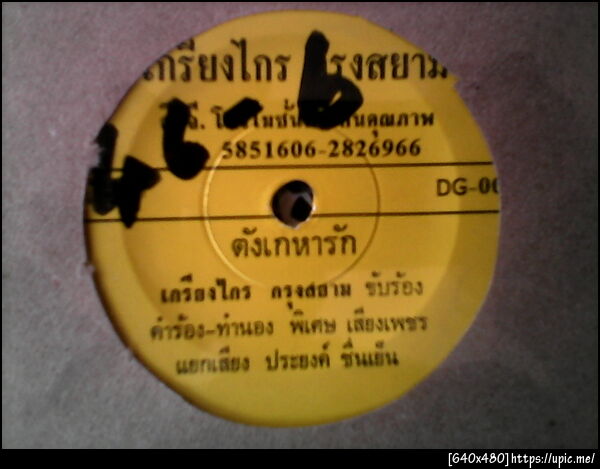 เกรียงไกร กรุงสยาม
5851606-2826966
DG-00
ตังเกหารัก
เกรียงไกร กรุงสยาม ขับร้อง
คำร้อง-ทำนอง พิเศษ เสียงเพชร
แยกเสียง ประยงค์ ชื่นเย็น
[640x480]https://upic.me/